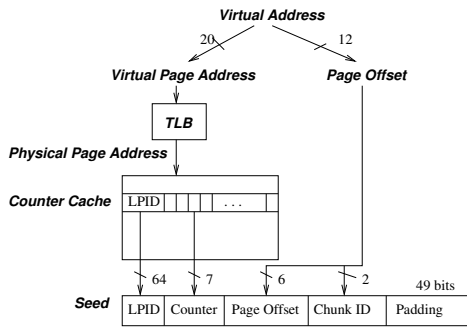 Virtual Address
20
12
Virtual Page Address
Page Offset
TLB
Physical Page Address
Counter Cache
LPID
. . .
64
7
6
2
49 bits
Seed
LPID
Counter
Page Offset
Chunk ID
Padding